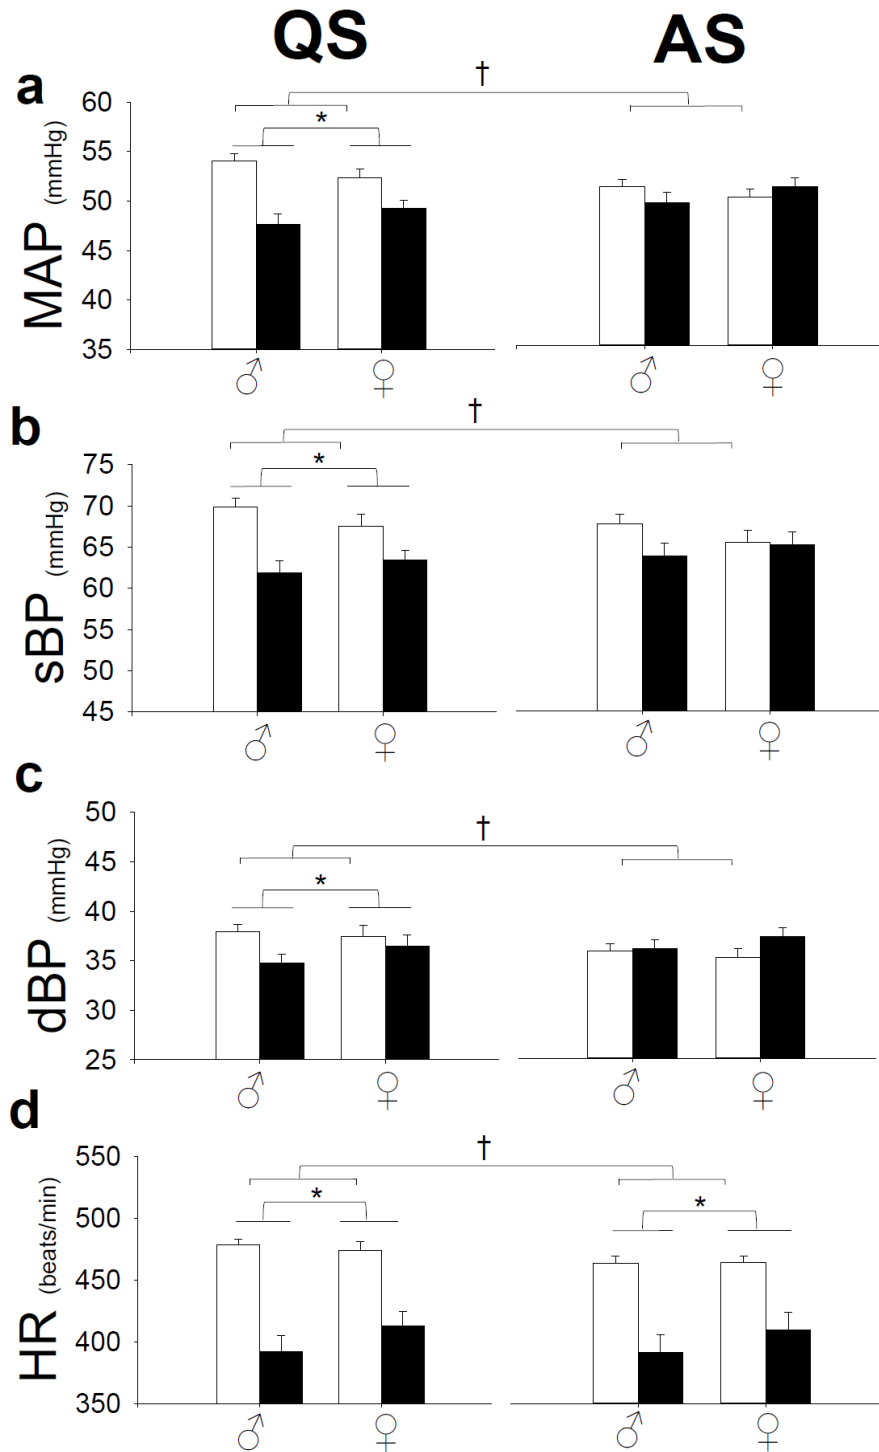 QS AS
a
†
*
MAP (mmHg)
60
55
50
45
40
35
♂ ♀ ♂ ♀
b
†
*
sBP (mmHg)
75
70
65
60
55
50
45
♂ ♀ ♂ ♀
c
†
*
dBP (mmHg)
50
45
40
35
30
25
♂ ♀ ♂ ♀
d
†
* *
HR (beats/min)
550
500
450
400
350
♂ ♀ ♂ ♀